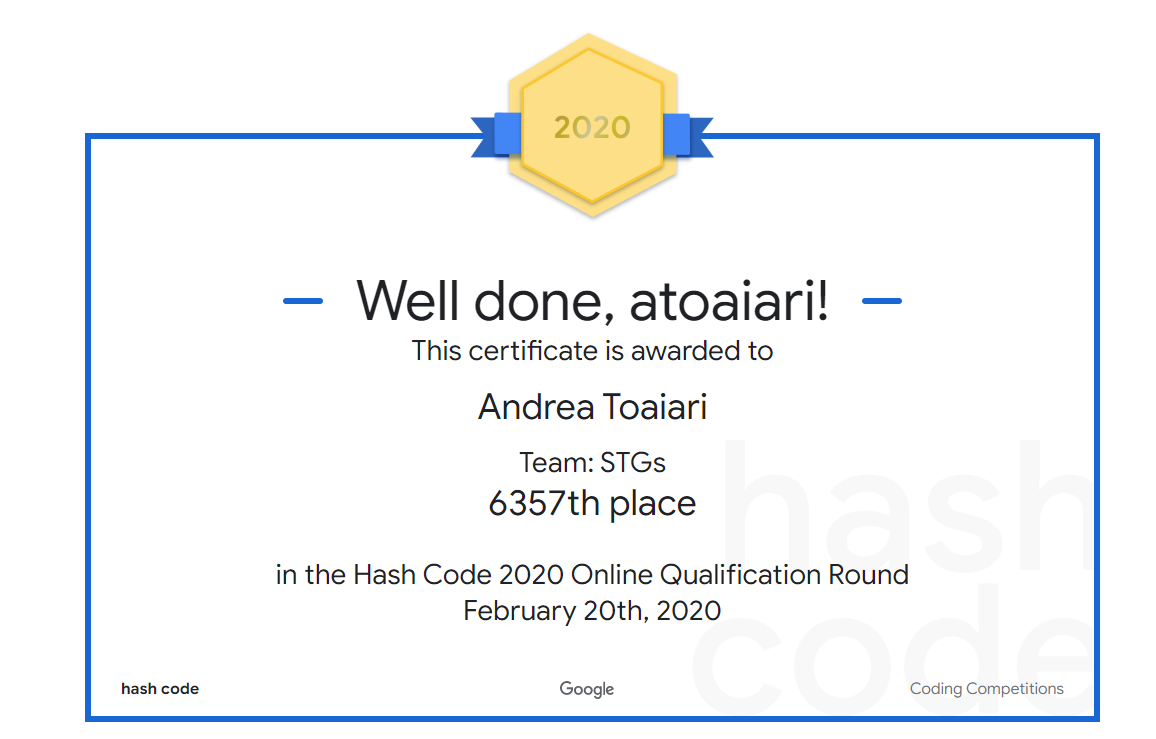 2020
Well done, atoaiari!
This certificate is awarded to
Andrea Toaiari
Team: STGs
6357th place
in the Hash Code 2020 Online Qualification Round
February 20th, 2020
hash
code
hash code
Google
Coding Competitions